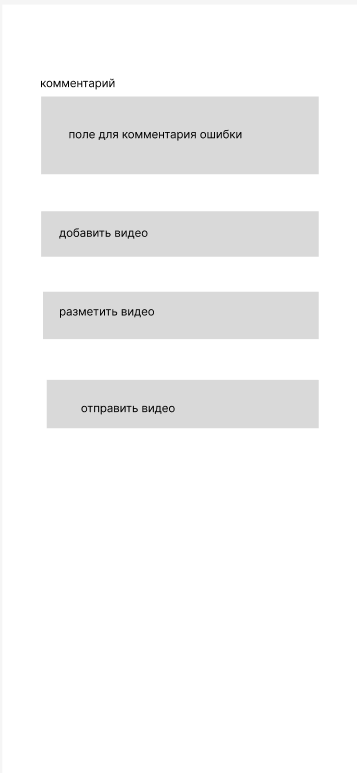 комментарий
поле для комментария ошибки
добавить видео
разметить видео
отправить видео